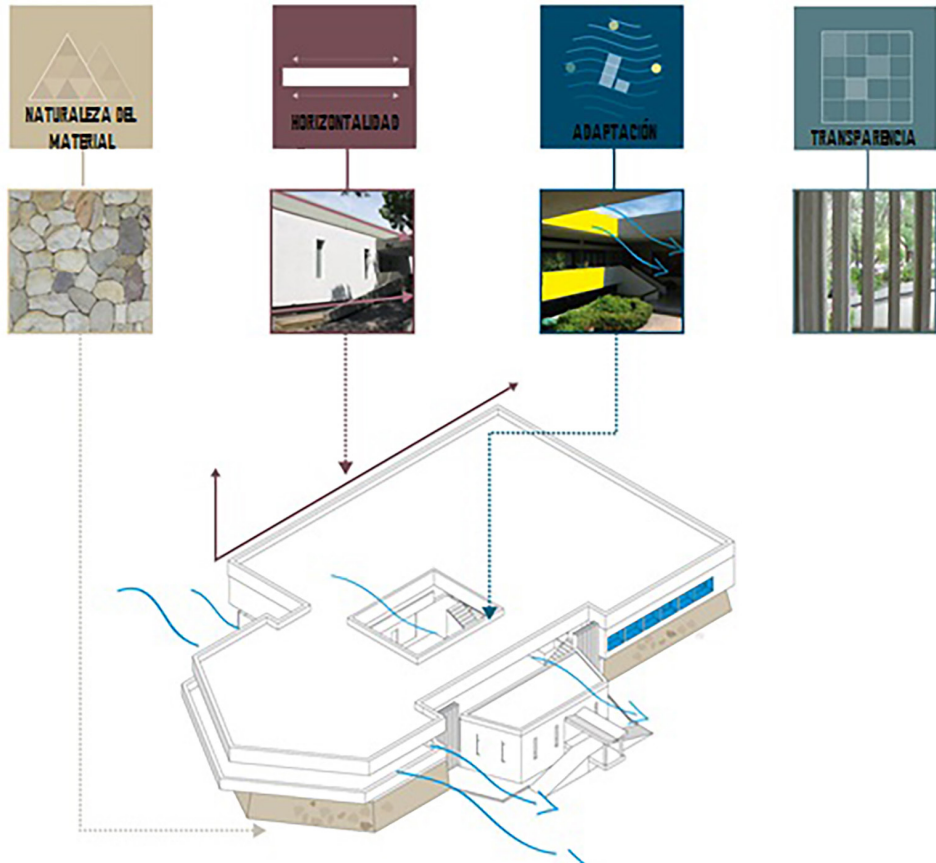 NATURALEZA DEL
MATERIAL
HORIZONTALIDAD
ADAPTACIÓN
TRANSPARENCIA